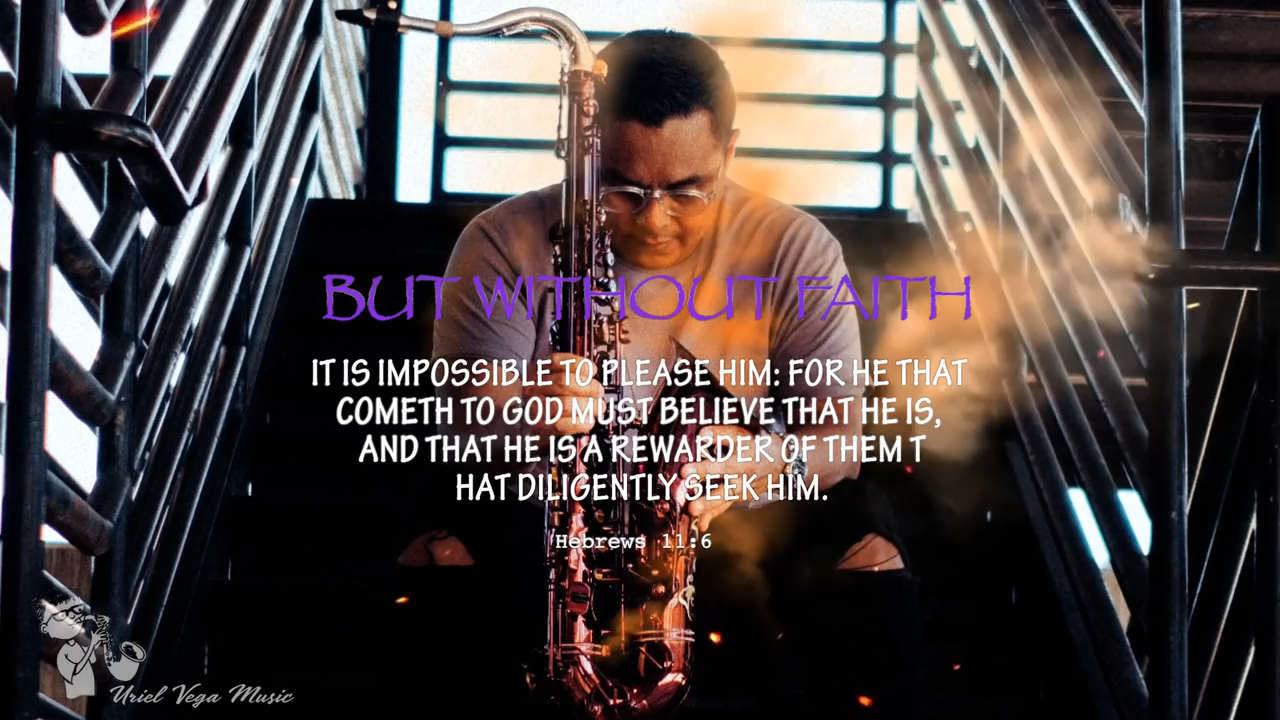 BUT WITHOUT FAITH
IT IS IMPOSSIBLE TO PLEASE HIM: FOR HE THAT
COMETH TO GOD MUST BELIEVE THAT HE IS,
AND THAT HE IS A REWARDER OF THEM T
HAT DILIGENTLY SEEK HIM.
Hebrews 11:6
Uriel Vega Music